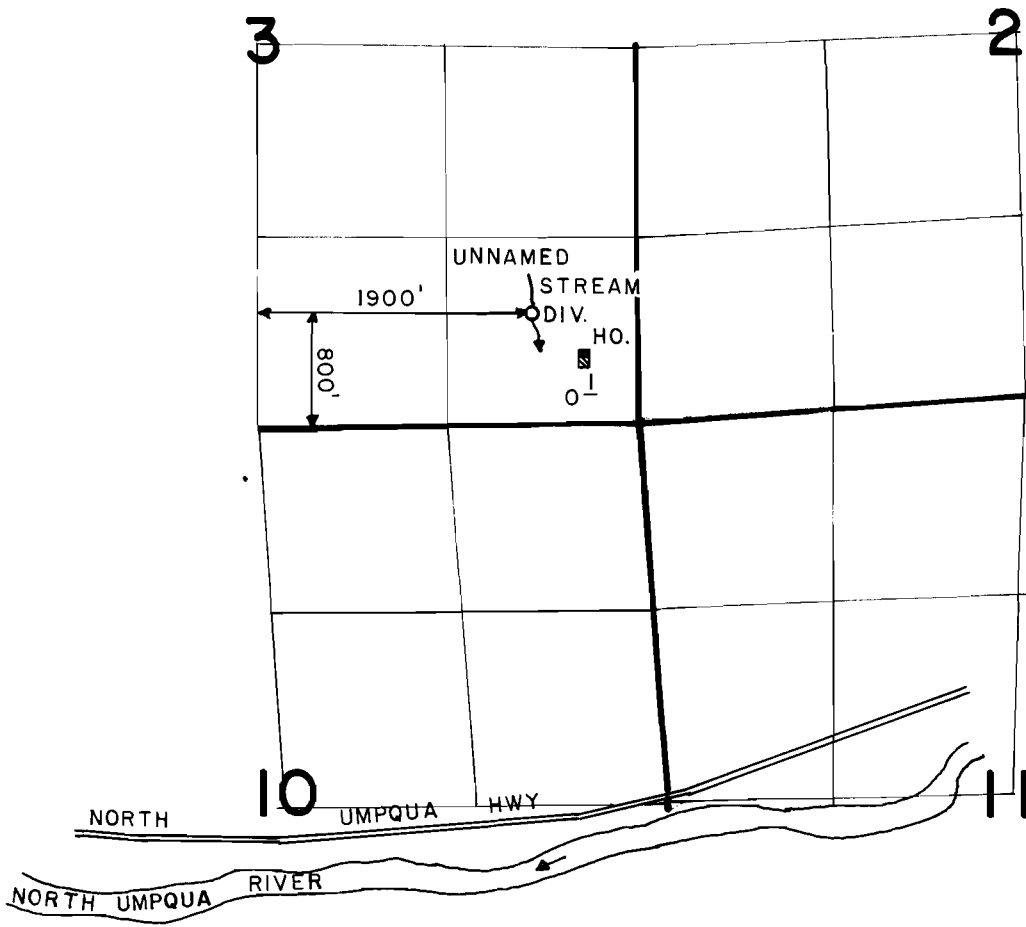 3
2
UNNAMED
STREAM
1900'
DIV.
HO.
800'
0 1
10
11
NORTH UMPQUA HWY
NORTH UMPQUA RIVER